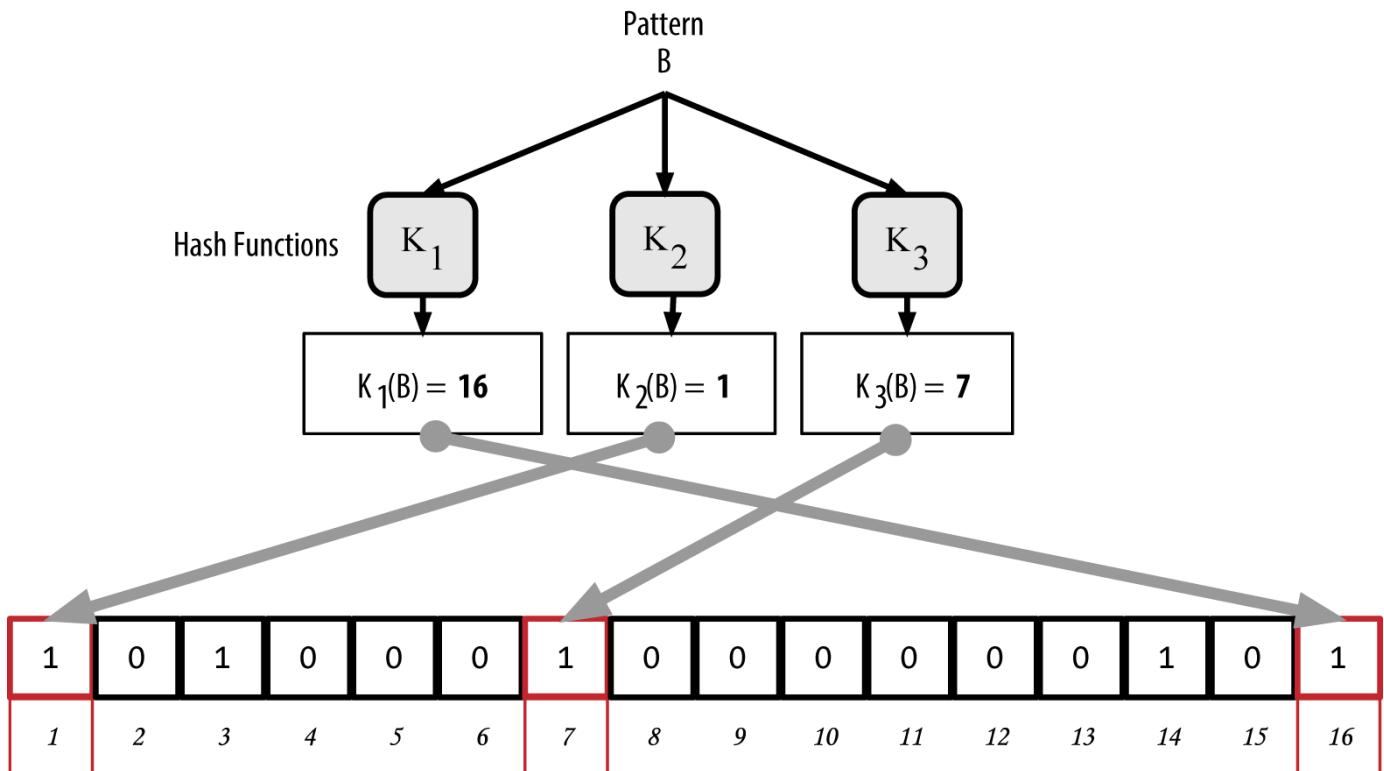 Pattern
B
Hash Functions
K1
K2
K3
K1(B) = 16
K2(B) = 1
K3(B) = 7
1 0 1 0 0 0 1 0 0 0 0 0 0 1 0 1
1 2 3 4 5 6 7 8 9 10 11 12 13 14 15 16